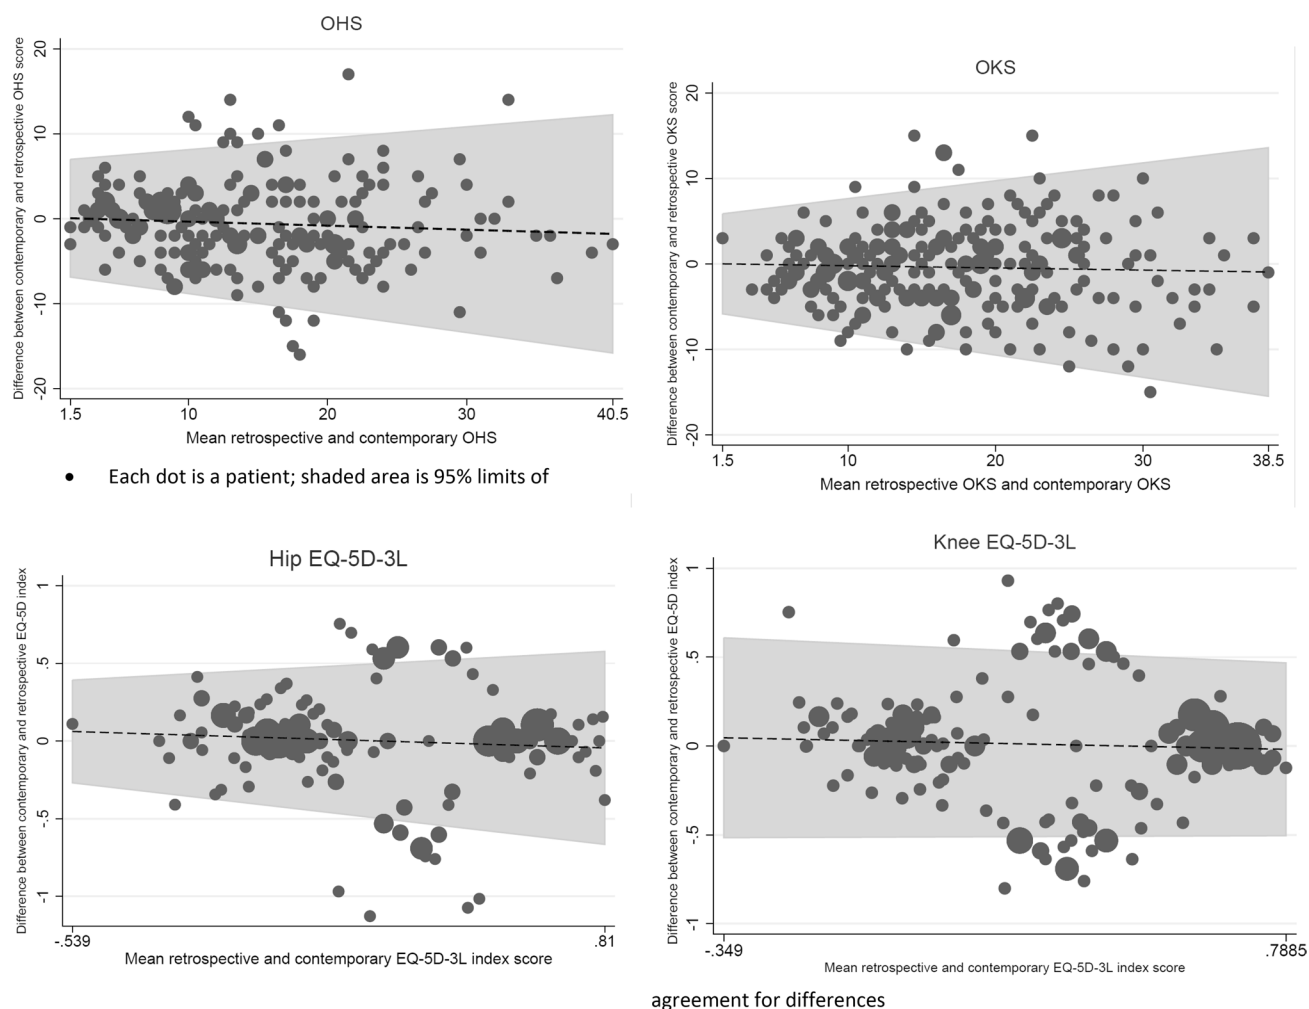 OHS
Difference between contemporary and retrospective OHS score
20
10
0
-10
-20
1.5
10
20
30
40.5
Mean retrospective and contemporary OHS
OKS
Difference between contemporary and retrospective OKS score
20
10
0
-10
-20
1.5
10
20
30
38.5
Mean retrospective OKS and contemporary OKS
• Each dot is a patient; shaded area is 95% limits of
Hip EQ-5D-3L
Difference between contemporary and retrospective EQ-5D index
1
.5
0
-.5
-1
-.539
.81
Mean retrospective and contemporary EQ-5D-3L index score
Knee EQ-5D-3L
Difference between contemporary and retrospective EQ-5D index
1
.5
0
-.5
-1
-.349
.7885
Mean retrospective and contemporary EQ-5D-3L index score
agreement for differences